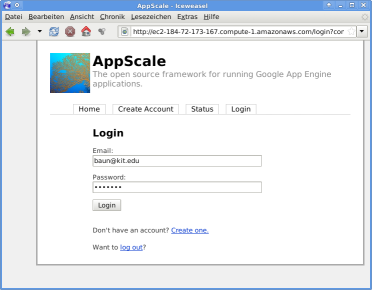 AppScale - Iceweasel
Datei Bearbeiten Ansicht Chronik Lesezeichen Extras Hilfe
http://ec2-184-72-173-167.compute-1.amazonaws.com/login?cor
AppScale
The open source framework for running Google App Engine
applications.
Home Create Account Status Login
Login
Email:
baun@kit.edu
Password:
•••••••
Login
Don't have an account? Create one.
Want to log out?